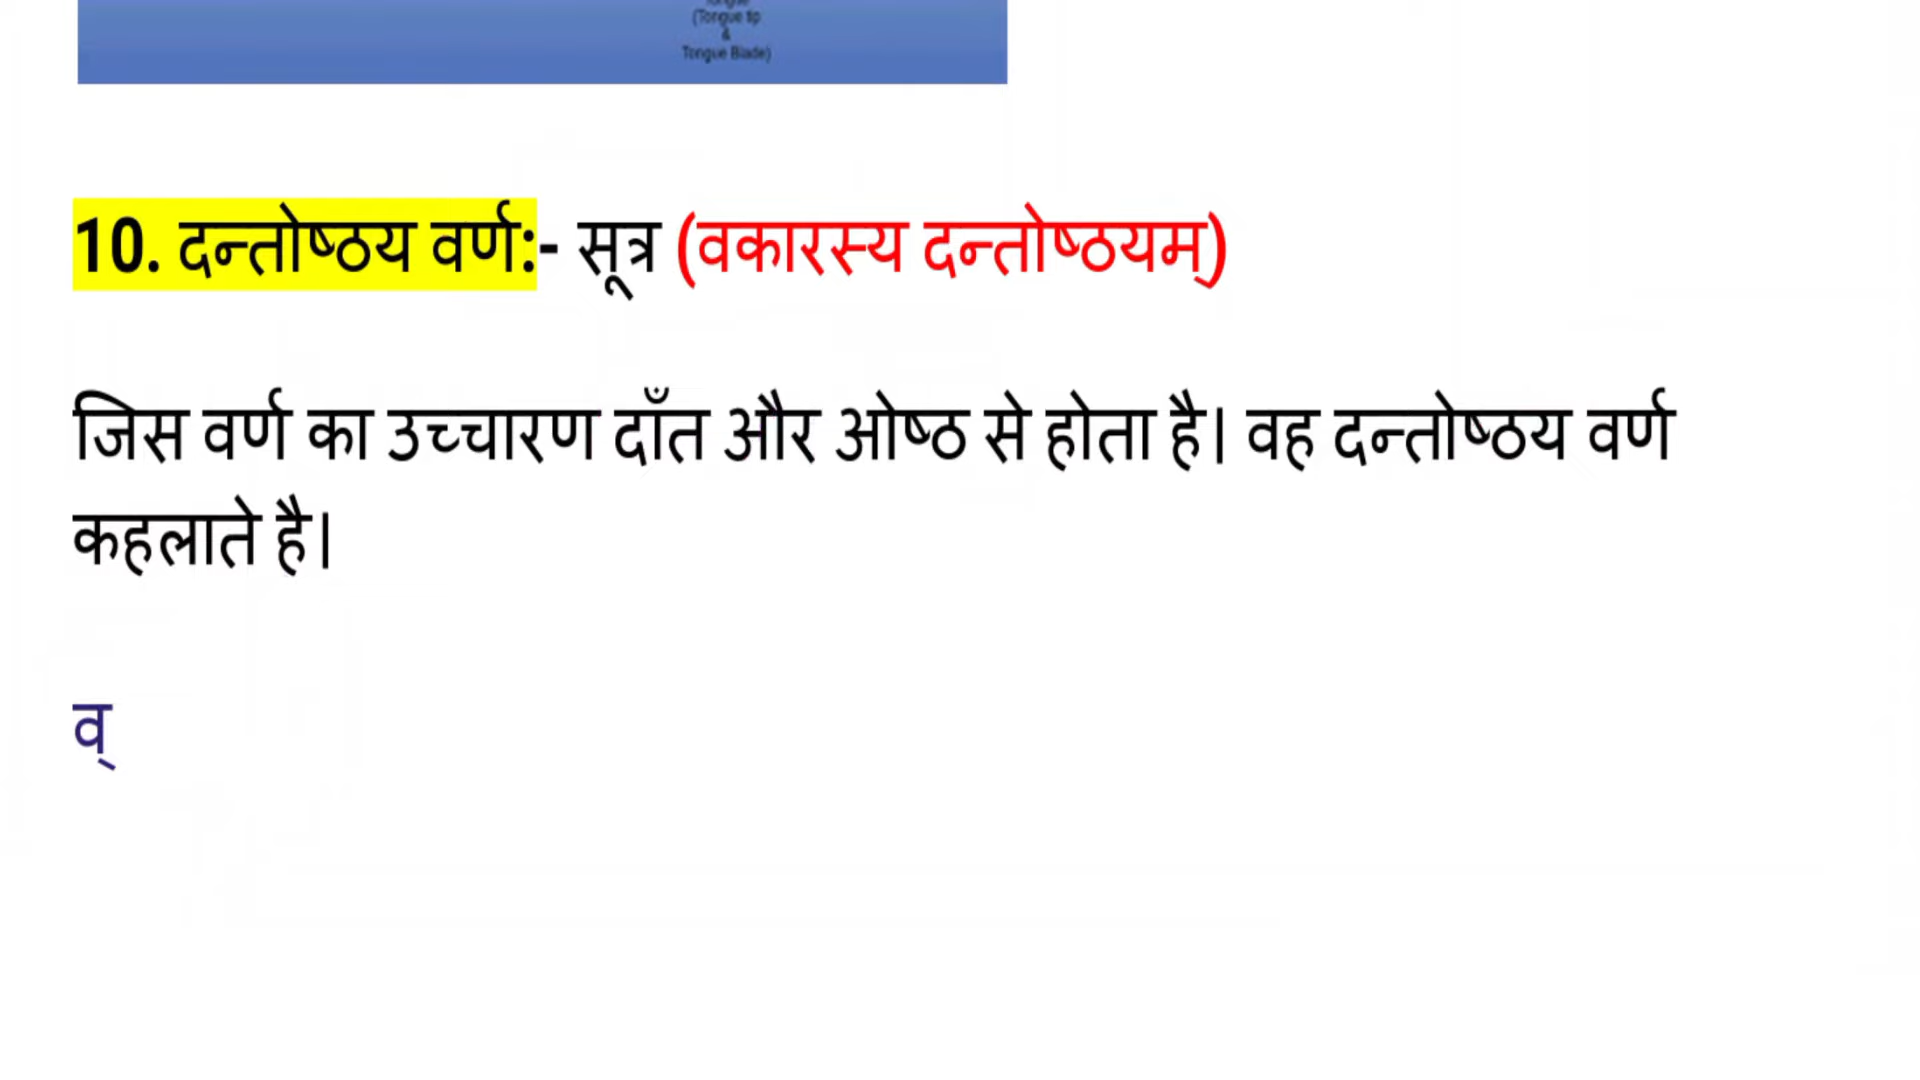 (Tongue tip
&
Tongue Blade)
10. दन्तोष्ठय वर्ण:- सूत्र (वकारस्य दन्तोष्ठयम्)
जिस वर्ण का उच्चारण दाँत और ओष्ठ से होता है। वह दन्तोष्ठय वर्ण
कहलाते है।
व्